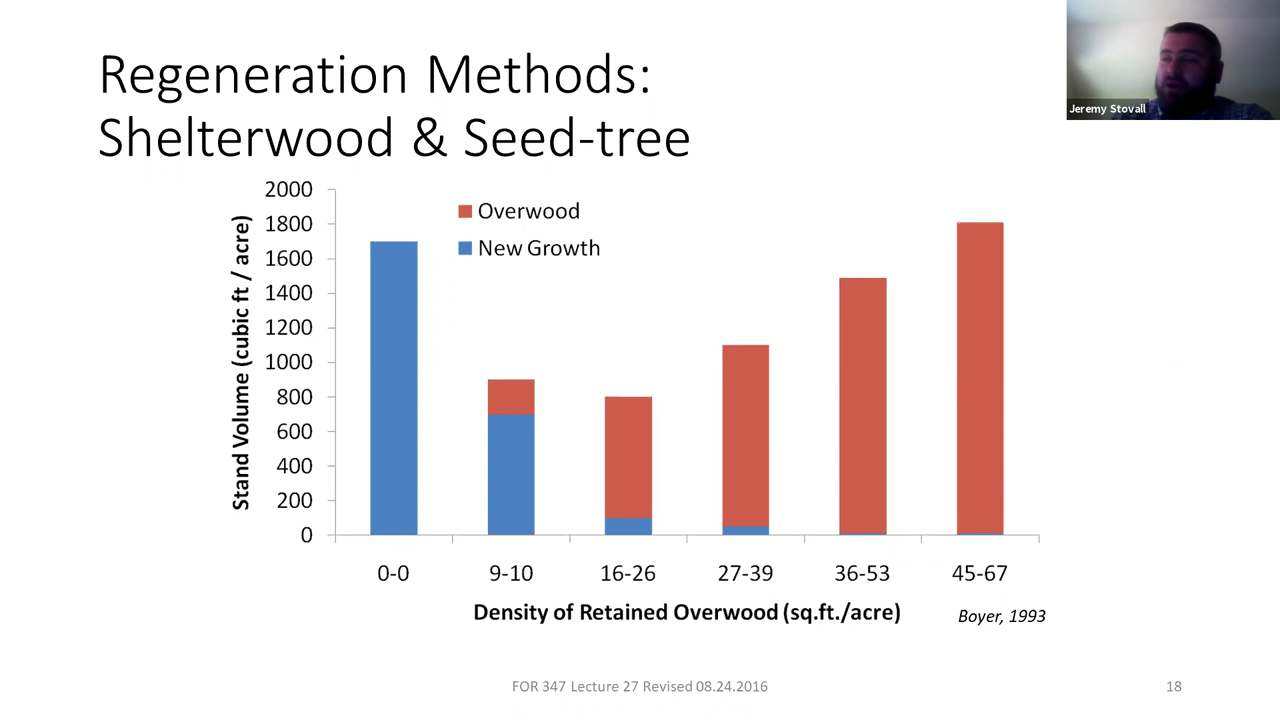 Regeneration Methods:
Shelterwood & Seed-tree
Jeremy Stovall
Stand Volume (cubic ft / acre)
2000
1800
1600
1400
1200
1000
800
600
400
200
0
Overwood
New Growth
0-0 9-10 16-26 27-39 36-53 45-67
Density of Retained Overwood (sq.ft./acre)
Boyer, 1993
FOR 347 Lecture 27 Revised 08.24.2016
18